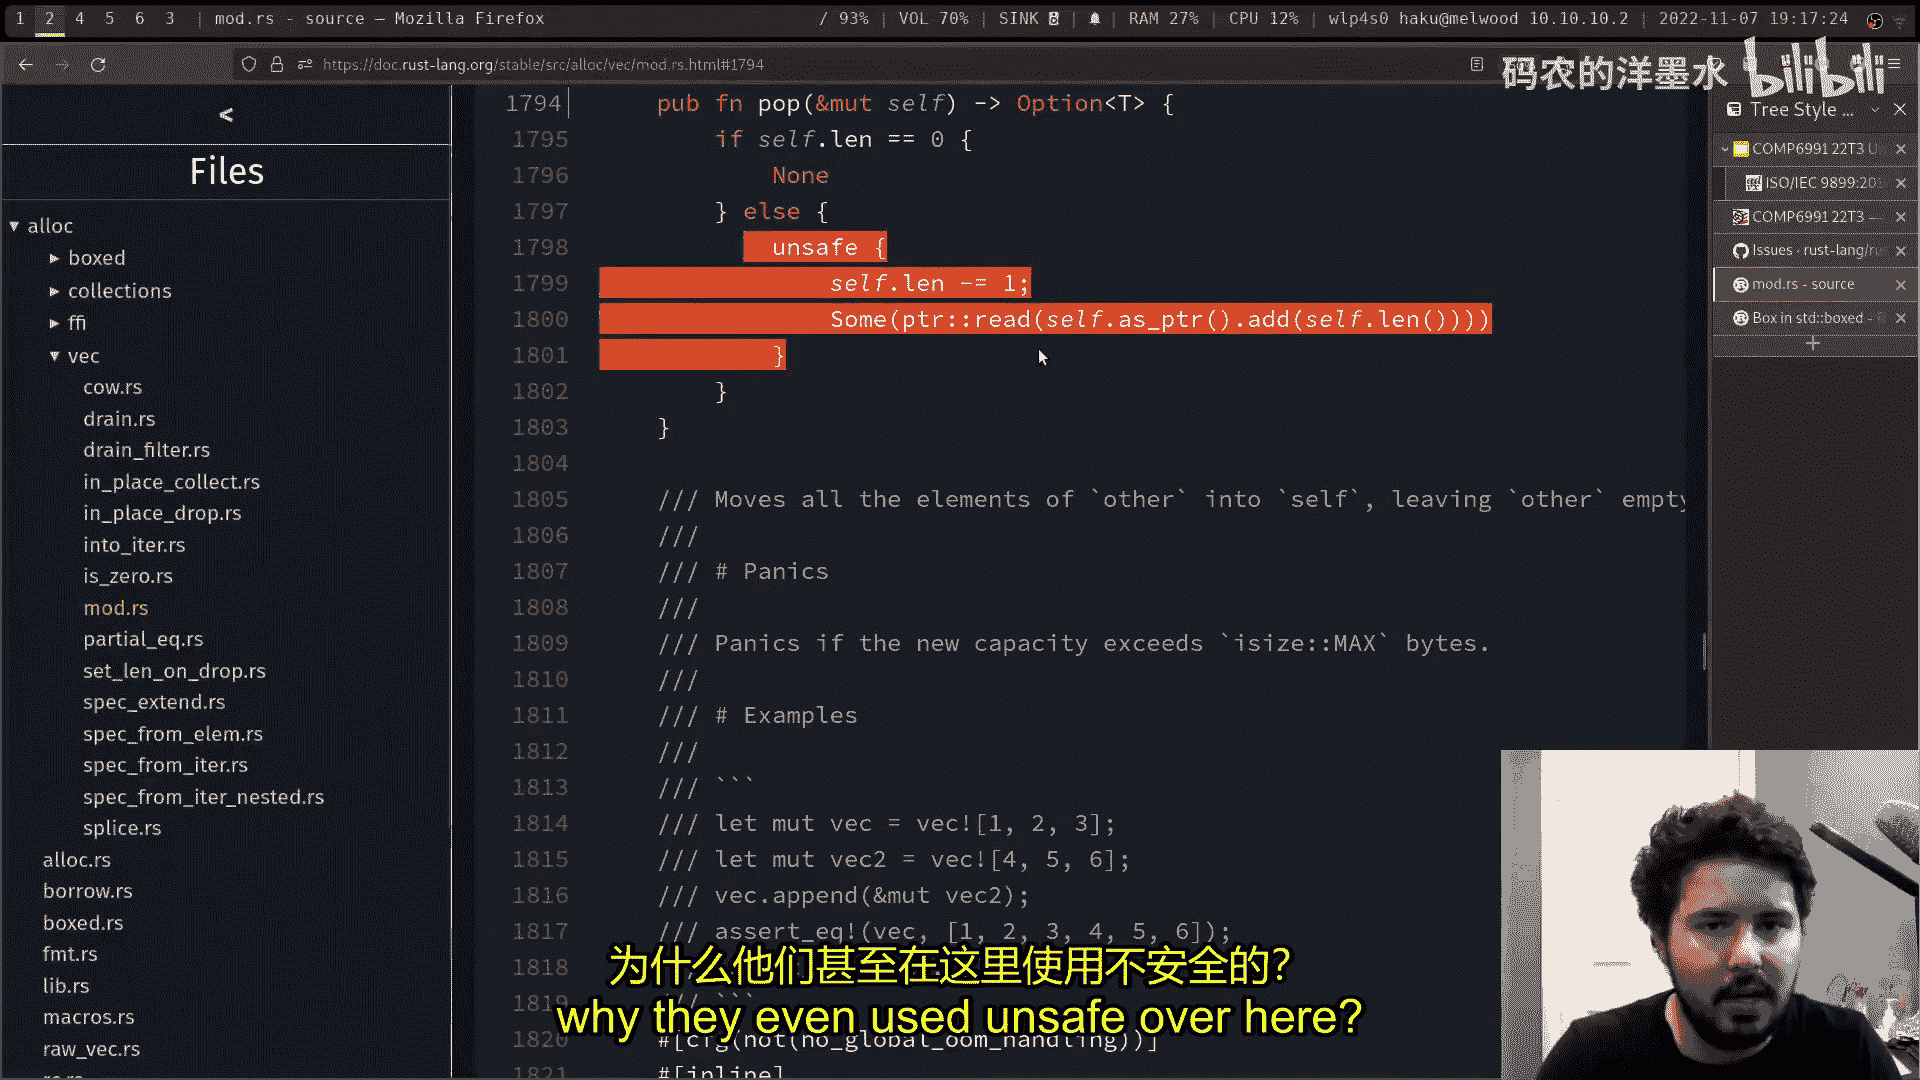 1 2 4 5 6 3 | mod.rs - source — Mozilla Firefox
/ 93% | VOL 70% | SINK | | RAM 27% | CPU 12% | wlp4s0 haku@melwood 10.10.10.2 | 2022-11-07 19:17:24
https://doc.rust-lang.org/stable/src/alloc/vec/mod.rs.html#1794
码农的洋墨水 bilibili
<
Files
▼ alloc
► boxed
► collections
► ffi
▼ vec
cow.rs
drain.rs
drain_filter.rs
in_place_collect.rs
in_place_drop.rs
into_iter.rs
is_zero.rs
mod.rs
partial_eq.rs
set_len_on_drop.rs
spec_extend.rs
spec_from_elem.rs
spec_from_iter.rs
spec_from_iter_nested.rs
splice.rs
alloc.rs
borrow.rs
boxed.rs
fmt.rs
lib.rs
macros.rs
raw_vec.rs
1794 pub fn pop(&mut self) -> Option<T> {
1795 if self.len == 0 {
1796 None
1797 } else {
1798 unsafe {
1799 self.len -= 1;
1800 Some(ptr::read(self.as_ptr().add(self.len())))
1801 }
1802 }
1803 }
1804
1805 /// Moves all the elements of `other` into `self`, leaving `other` empty
1806 ///
1807 /// # Panics
1808 ///
1809 /// Panics if the new capacity exceeds `isize::MAX` bytes.
1810 ///
1811 /// # Examples
1812 ///
1813 /// ```
1814 /// let mut vec = vec![1, 2, 3];
1815 /// let mut vec2 = vec![4, 5, 6];
1816 /// vec.append(&mut vec2);
1817 /// assert_eq!(vec, [1, 2, 3, 4, 5, 6]);
1818
1819 ```
1820 #[cfg(not(no_global_oom_handling))]
1821 #[inline]
Tree Style ...
COMP6991 22T3 U
ISO/IEC 9899:201
COMP6991 22T3 —
Issues · rust-lang/ru
mod.rs - source
Box in std::boxed -
+
为什么他们甚至在这里使用不安全的？
why they even used unsafe over here?